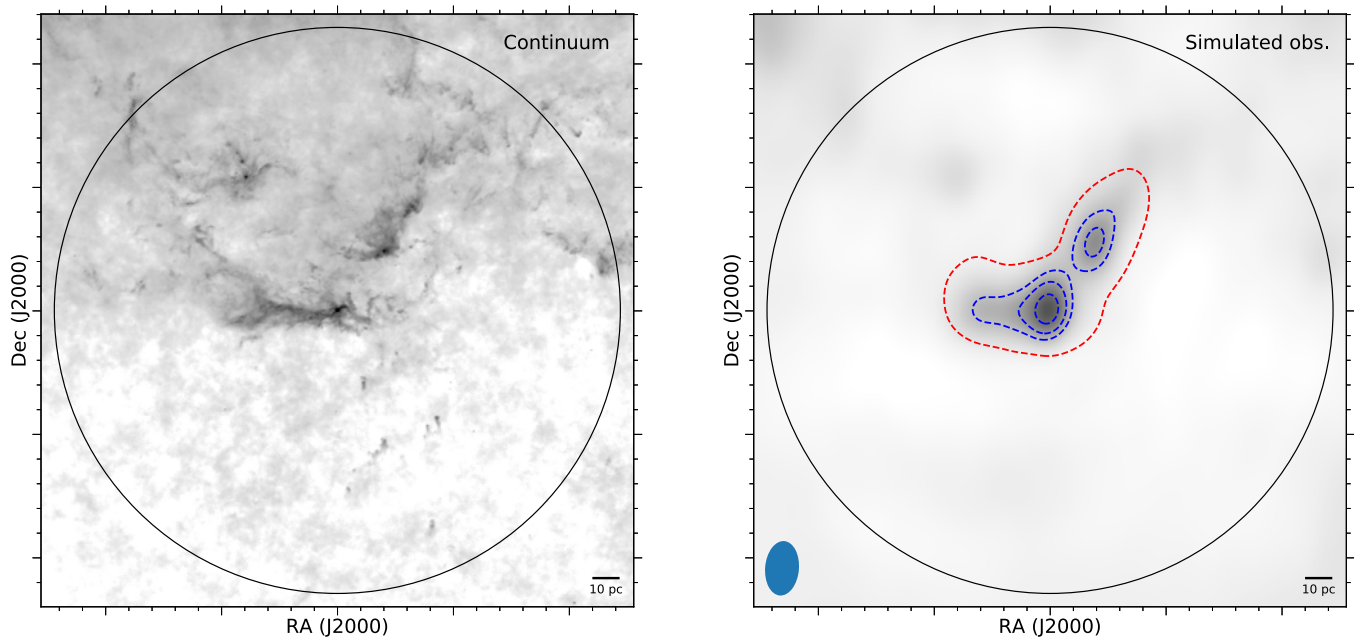 Continuum
Dec (J2000)
10 pc
RA (J2000)
Simulated obs.
Dec (J2000)
10 pc
RA (J2000)